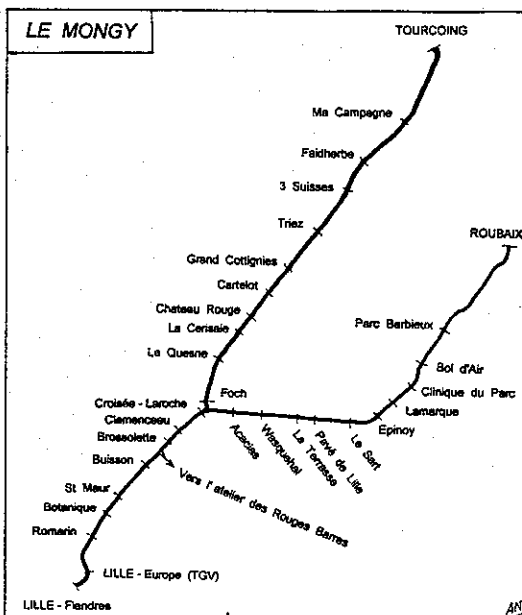 LE MONGY
TOURCOING
Ma Campagne
Faidherbe
3 Suisses
Triez
ROUBAIX
Grand Cottignies
Cartelot
Chateau Rouge
Parc Barbieux
La Cerisaie
Le Quesne
Bol d'Air
Clinique du Parc
Foch
Croisée - Laroche
Lamarque
Clemenceau
Epinoy
Brossolette
Acacias
Wasquehal
La Terrasse
Pavé de Lille
Le Sart
Buisson
Vers l'atelier des Rouges Barres
St Maur
Botanique
Romarin
LILLE - Europe (TGV)
LILLE - Flandres